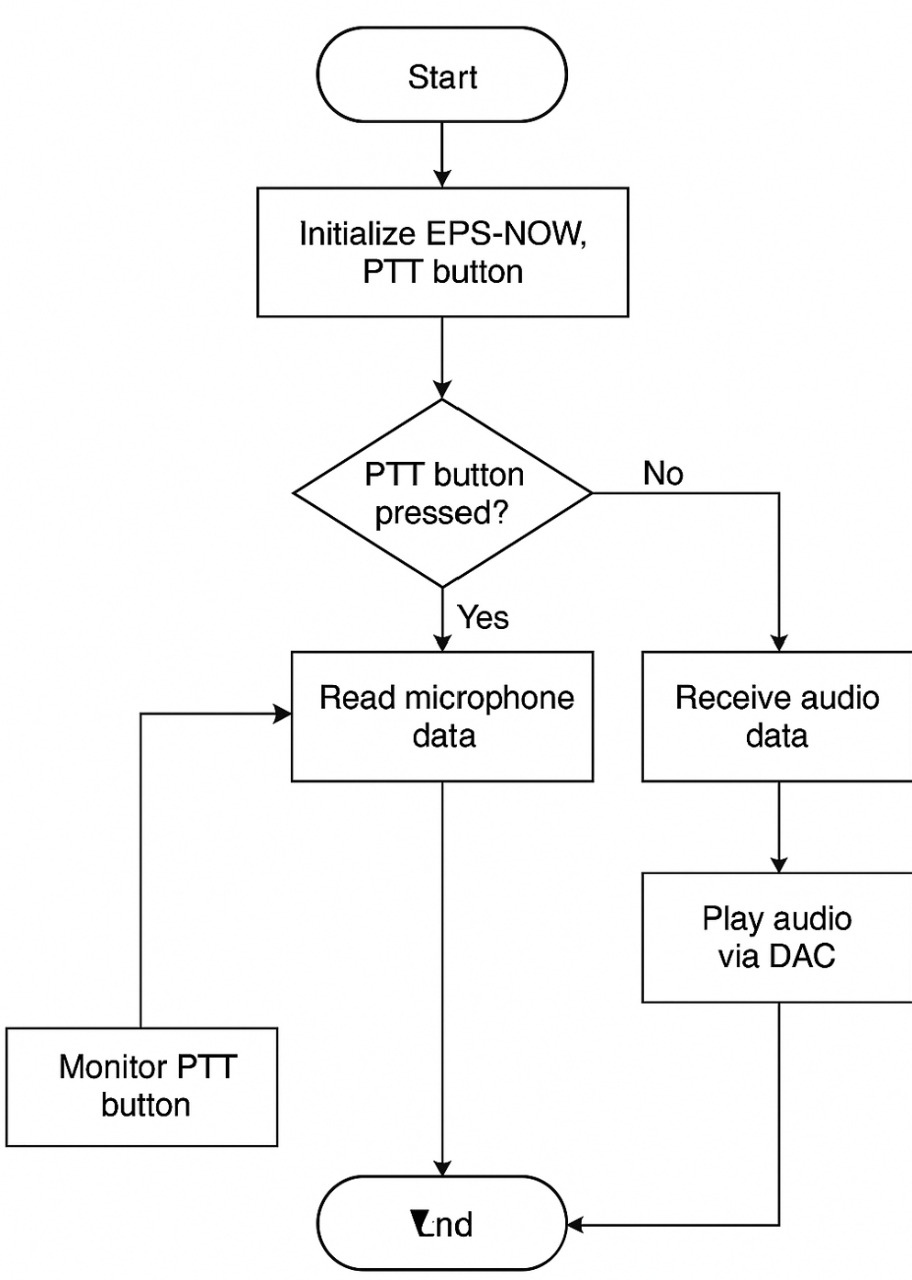 Start
Initialize EPS-NOW,
PTT button
PTT button
pressed?
No
Yes
Read microphone
data
Receive audio
data
Play audio
via DAC
Monitor PTT
button